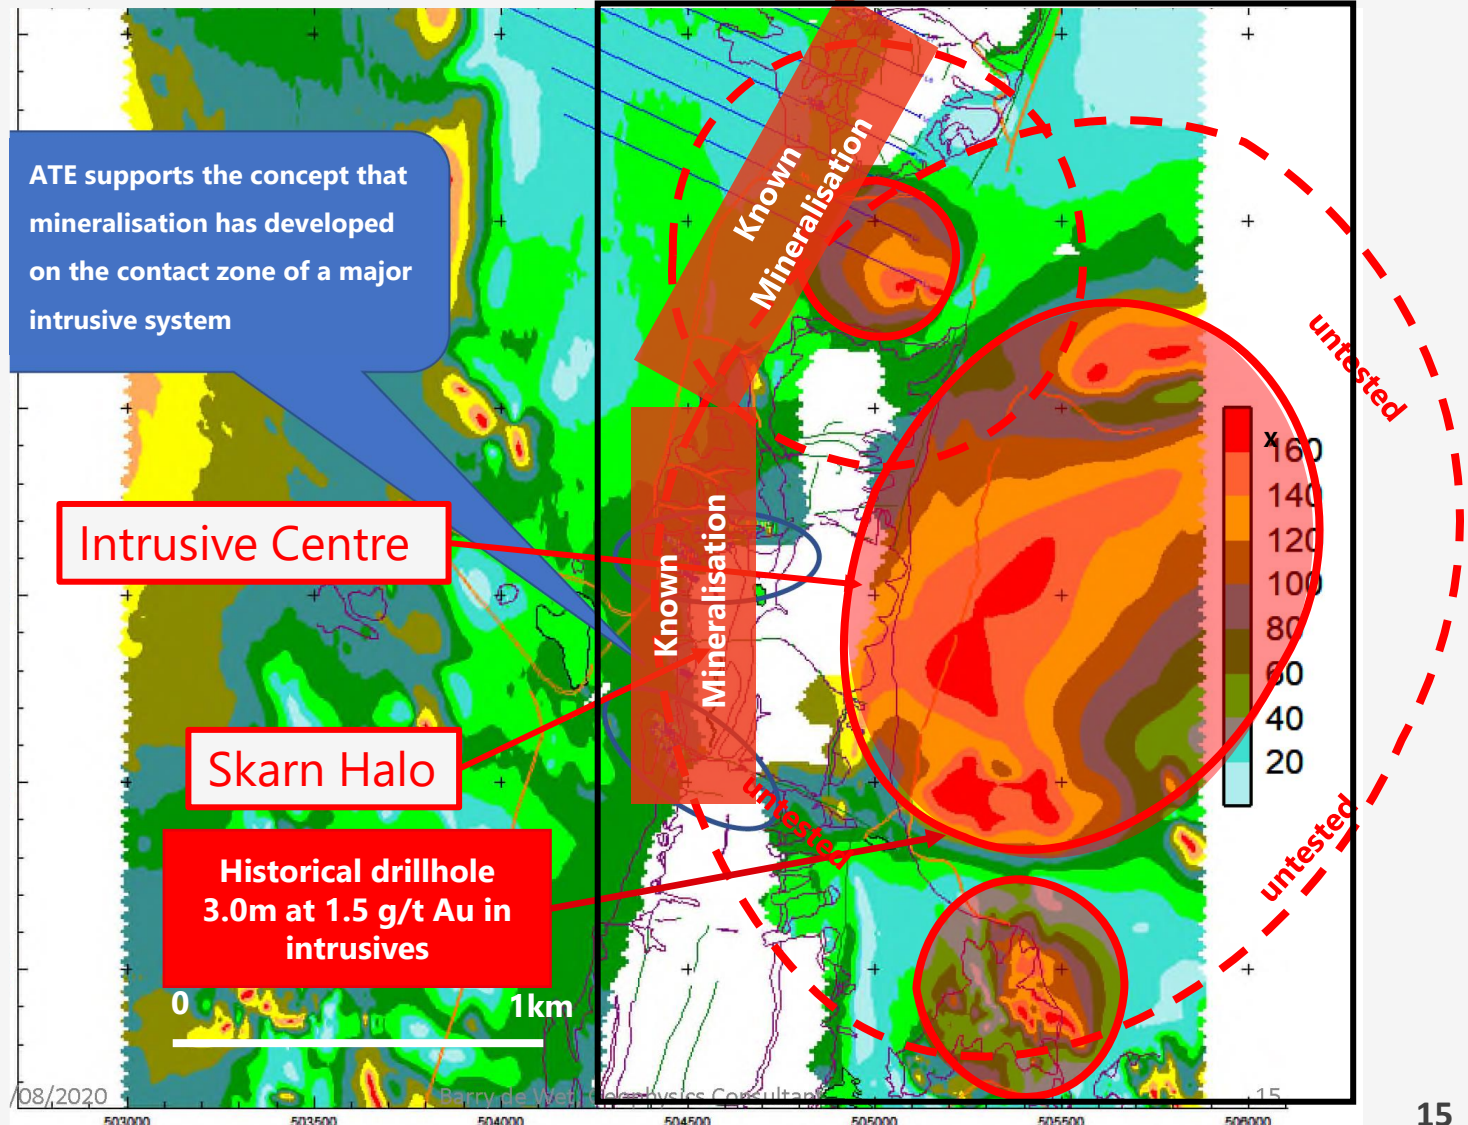 ATE supports the concept that
mineralisation has developed
on the contact zone of a major
intrusive system
Known
Mineralisation
untested
x
160
140
120
100
80
60
40
20
Intrusive Centre
Known
Mineralisation
Skarn Halo
untested
untested
Historical drillhole
3.0m at 1.5 g/t Au in
intrusives
0
1km
/08/2020
Barry de Wet, Geophysics Consultant
15
503000
503500
504000
504500
505000
505500
506000
15